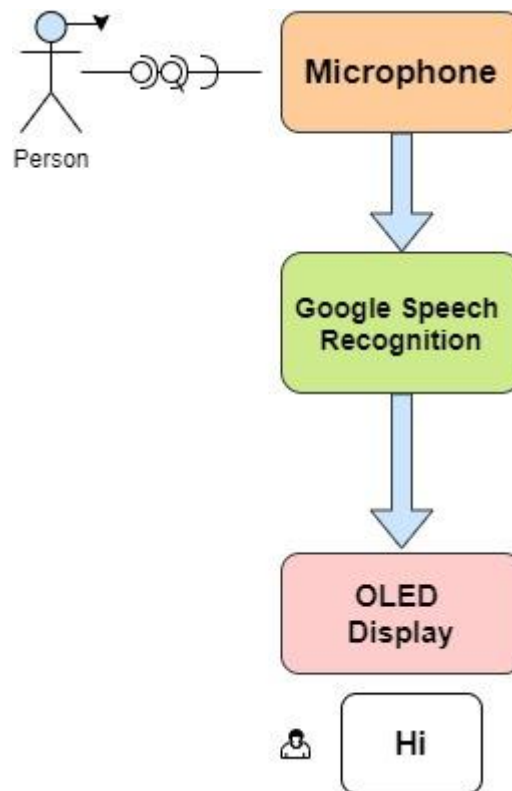 Microphone
Person
Google Speech
Recognition
OLED
Display
Hi